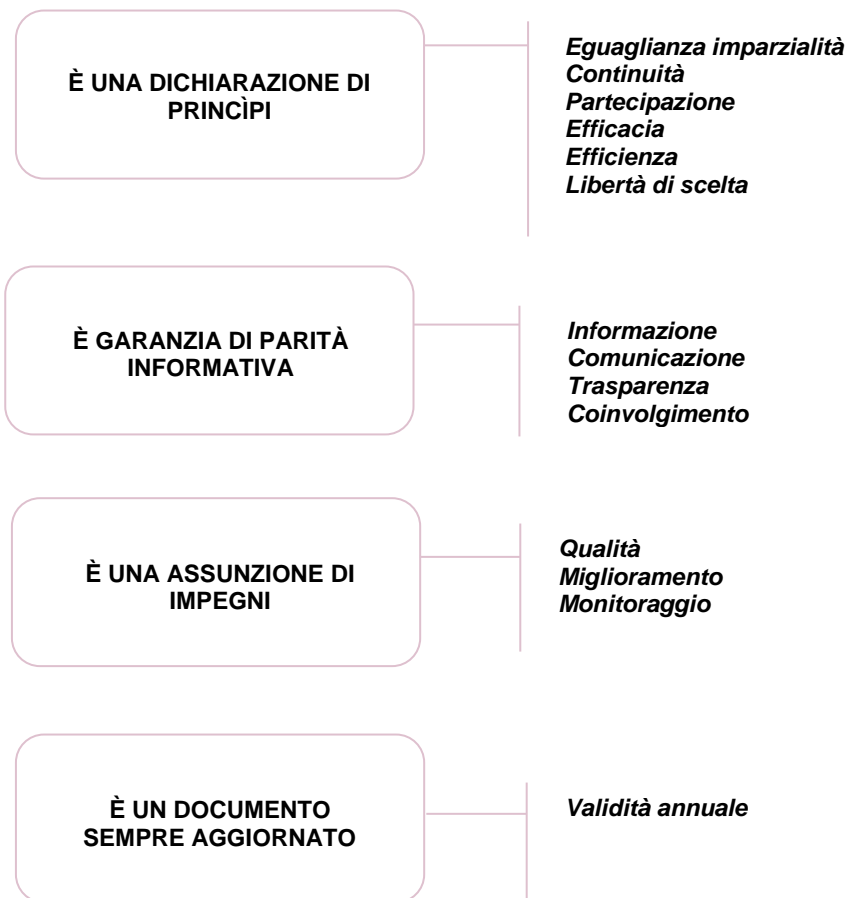 È UNA DICHIARAZIONE DI
PRINCÌPI
Eguaglianza imparzialità
Continuità
Partecipazione
Efficacia
Efficienza
Libertà di scelta
È GARANZIA DI PARITÀ
INFORMATIVA
Informazione
Comunicazione
Trasparenza
Coinvolgimento
È UNA ASSUNZIONE DI
IMPEGNI
Qualità
Miglioramento
Monitoraggio
È UN DOCUMENTO
SEMPRE AGGIORNATO
Validità annuale